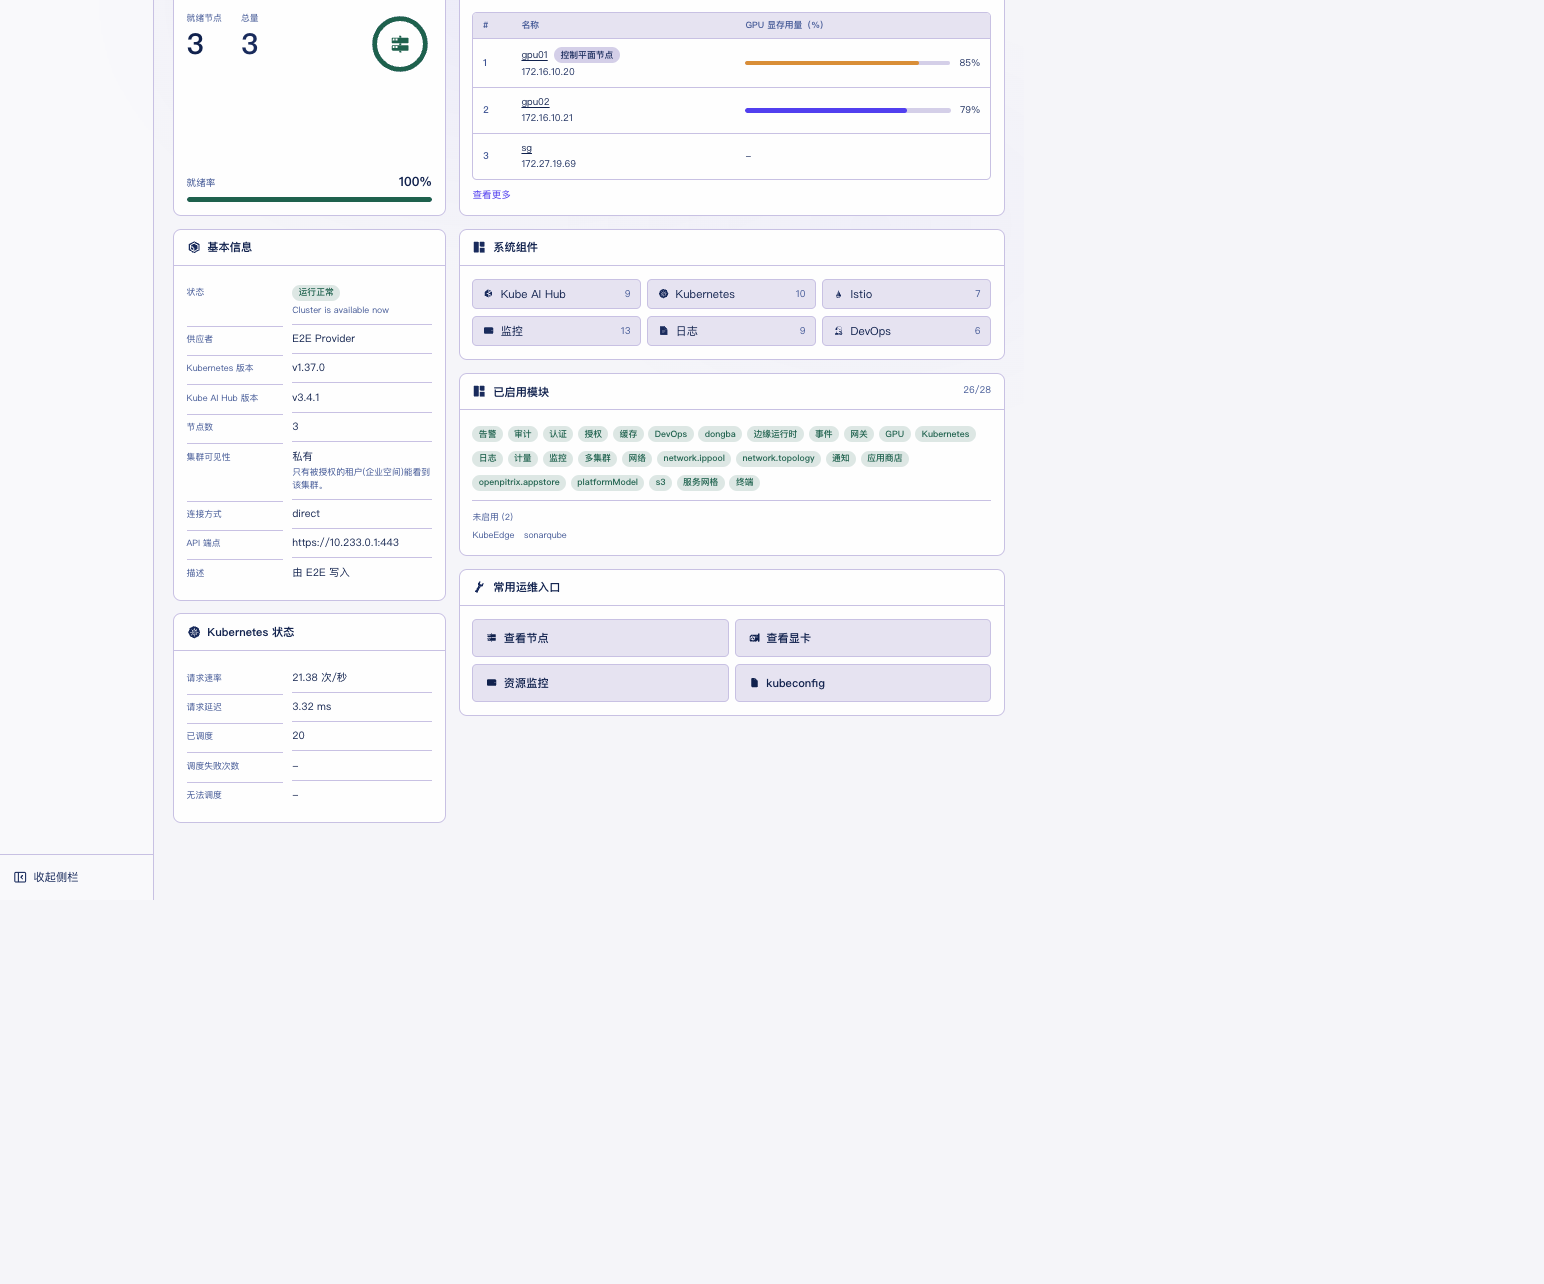 就绪节点 总量
3 3
就绪率 100%
# 名称 GPU 显存用量（%）
1 gpu01 控制平面节点 85%
172.16.10.20
2 gpu02 79%
172.16.10.21
3 sg –
172.27.19.69
查看更多
基本信息
状态 运行正常
Cluster is available now
供应者 E2E Provider
Kubernetes 版本 v1.37.0
Kube AI Hub 版本 v3.4.1
节点数 3
集群可见性 私有
只有被授权的租户(企业空间)能看到
该集群。
连接方式 direct
API 端点 https://10.233.0.1:443
描述 由 E2E 写入
Kubernetes 状态
请求速率 21.38 次/秒
请求延迟 3.32 ms
已调度 20
调度失败次数 –
无法调度 –
系统组件
Kube AI Hub 9 Kubernetes 10 Istio 7
监控 13 日志 9 DevOps 6
已启用模块 26/28
告警 审计 认证 授权 缓存 DevOps dongba 边缘运行时 事件 网关 GPU Kubernetes
日志 计量 监控 多集群 网络 network.ippool network.topology 通知 应用商店
openpitrix.appstore platformModel s3 服务网格 终端
未启用 (2)
KubeEdge sonarqube
常用运维入口
查看节点 查看显卡
资源监控 kubeconfig
收起侧栏